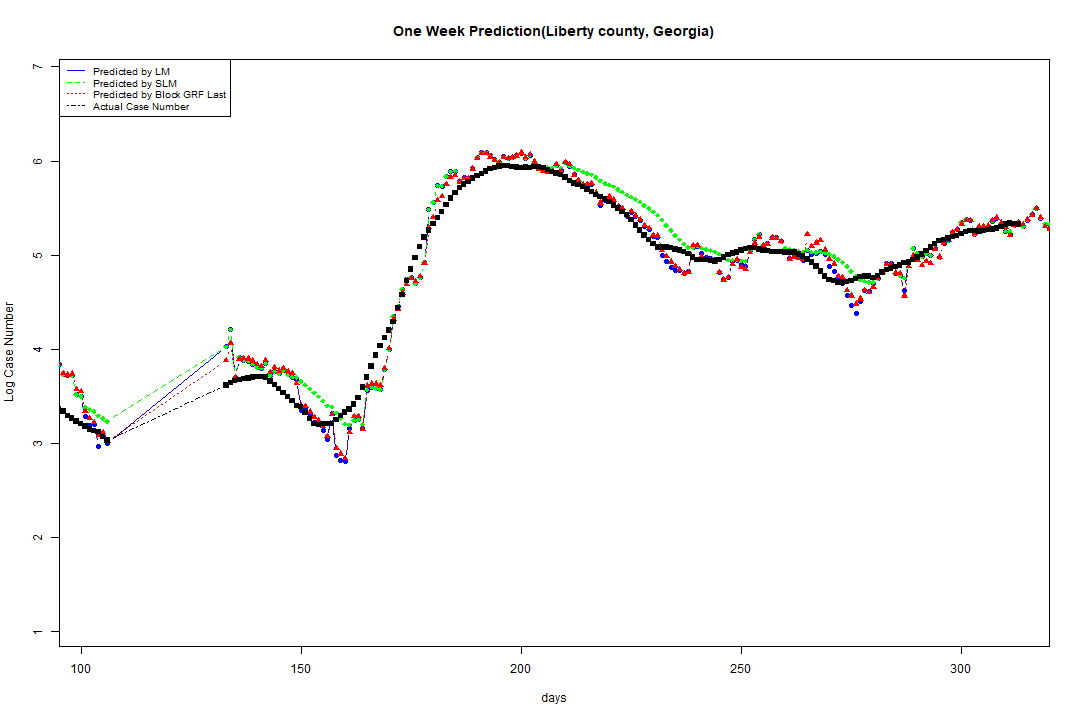 One Week Prediction(Liberty county, Georgia)
Predicted by LM
Predicted by SLM
Predicted by Block GRF Last
Actual Case Number
Log Case Number
7
6
5
4
3
2
1
100 150 200 250 300
days